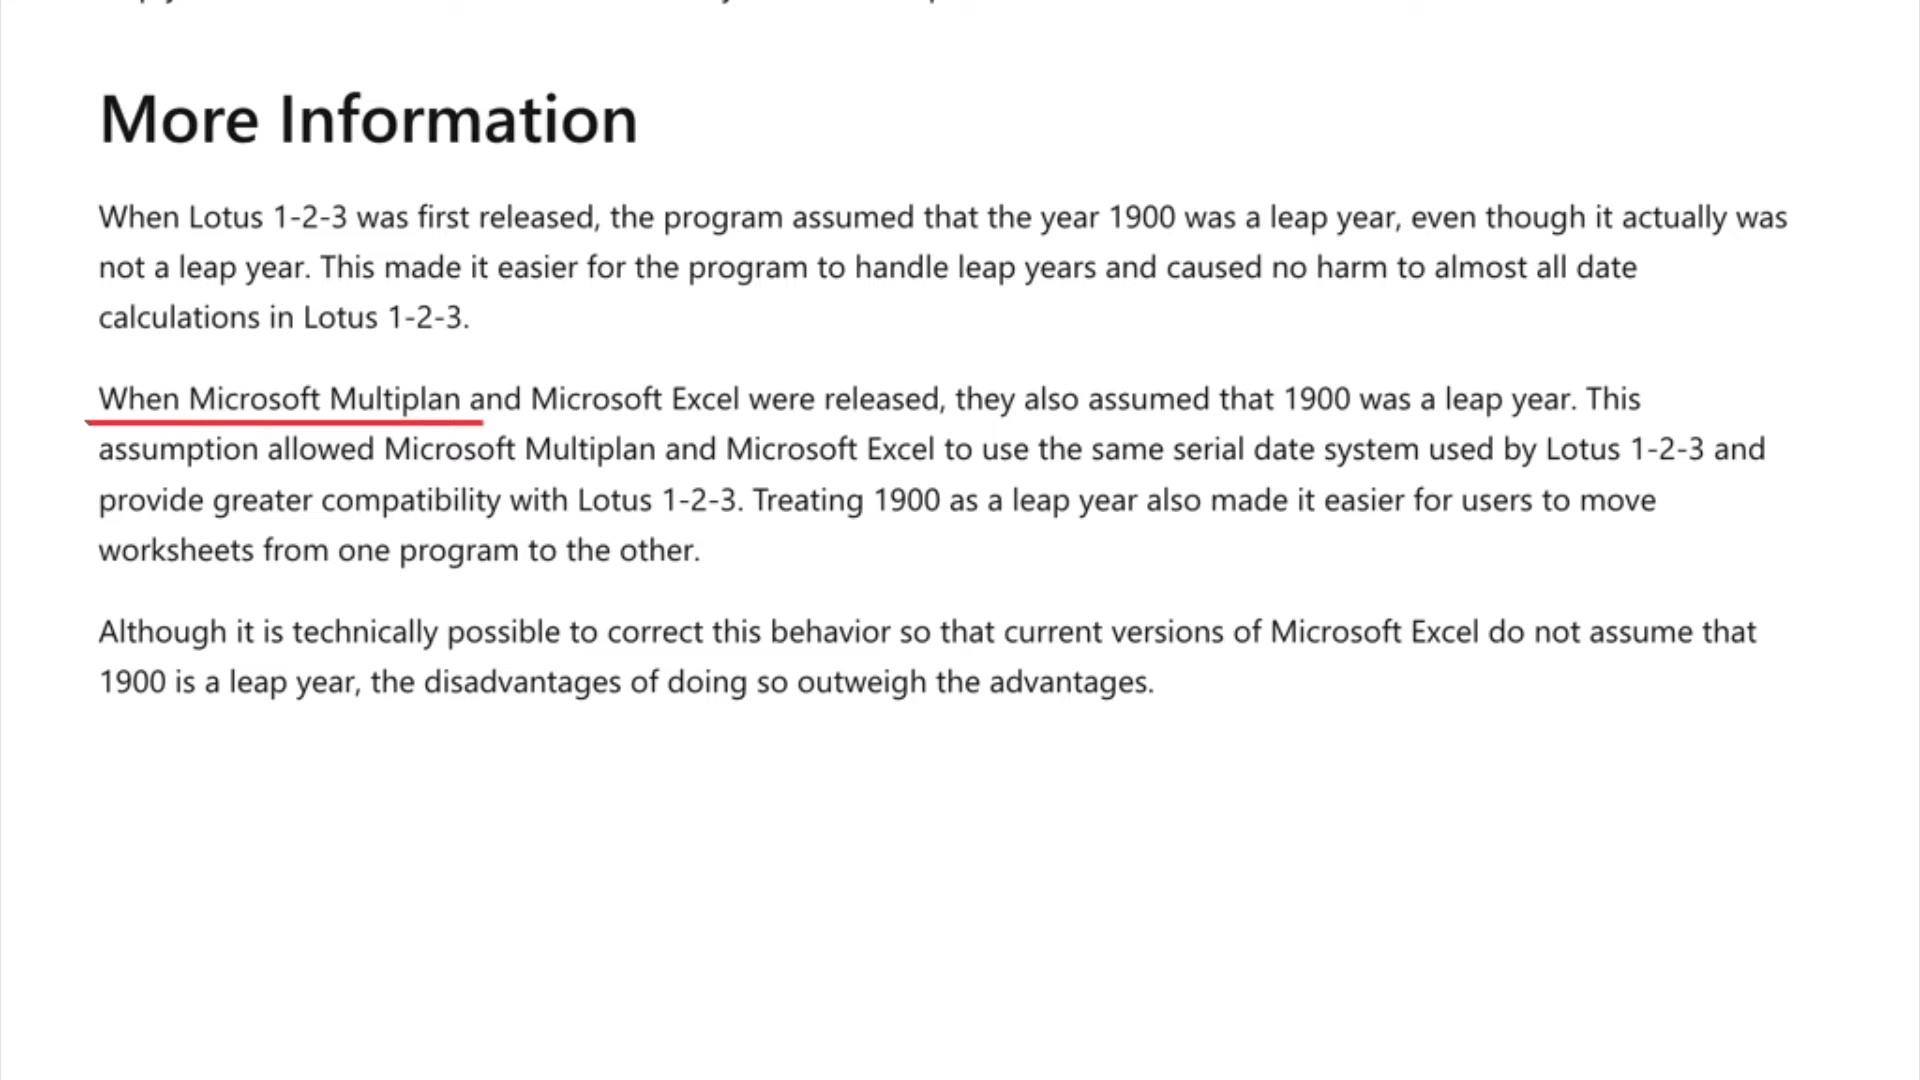 More Information
When Lotus 1-2-3 was first released, the program assumed that the year 1900 was a leap year, even though it actually was
not a leap year. This made it easier for the program to handle leap years and caused no harm to almost all date
calculations in Lotus 1-2-3.
When Microsoft Multiplan and Microsoft Excel were released, they also assumed that 1900 was a leap year. This
assumption allowed Microsoft Multiplan and Microsoft Excel to use the same serial date system used by Lotus 1-2-3 and
provide greater compatibility with Lotus 1-2-3. Treating 1900 as a leap year also made it easier for users to move
worksheets from one program to the other.
Although it is technically possible to correct this behavior so that current versions of Microsoft Excel do not assume that
1900 is a leap year, the disadvantages of doing so outweigh the advantages.